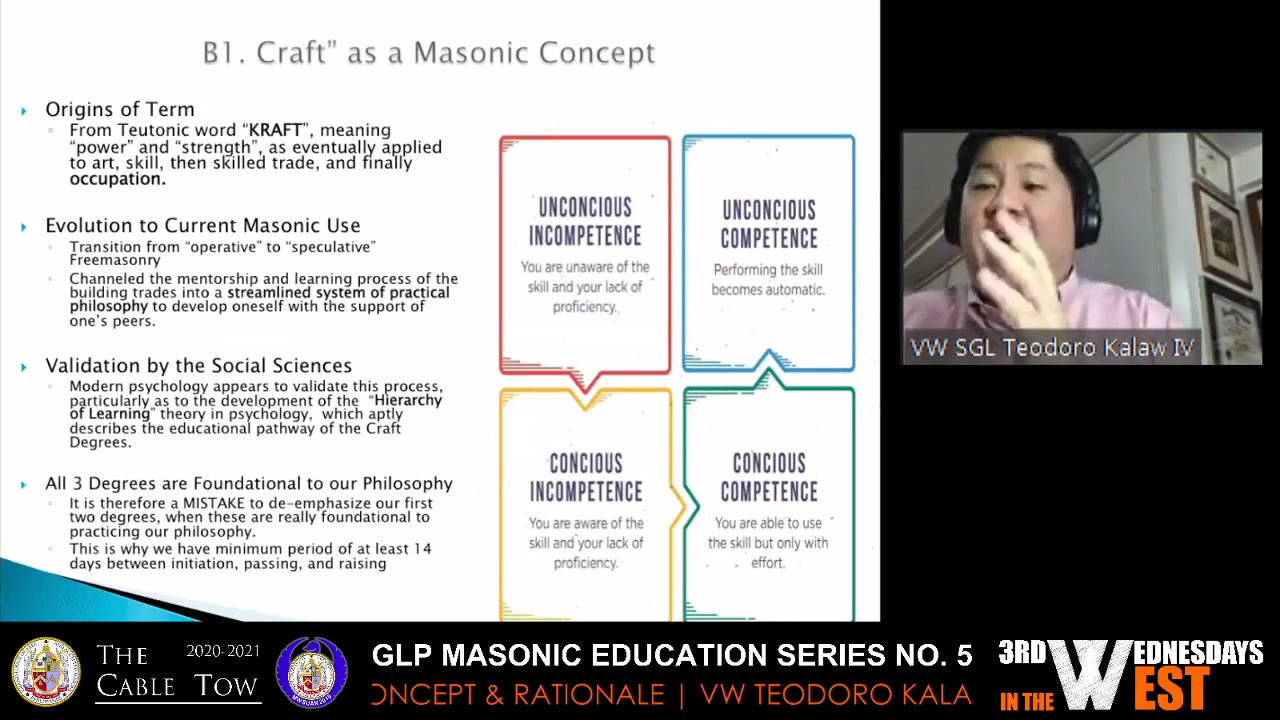 B1. Craft” as a Masonic Concept
Origins of Term
From Teutonic word “KRAFT”, meaning
“power” and “strength”, as eventually applied
to art, skill, then skilled trade, and finally
occupation.
Evolution to Current Masonic Use
Transition from “operative” to “speculative”
Freemasonry
Channeled the mentorship and learning process of the
building trades into a streamlined system of practical
philosophy to develop oneself with the support of
one’s peers.
Validation by the Social Sciences
Modern psychology appears to validate this process,
particularly as to the development of the “Hierarchy
of Learning” theory in psychology, which aptly
describes the educational pathway of the Craft
Degrees.
All 3 Degrees are Foundational to our Philosophy
It is therefore a MISTAKE to de-emphasize our first
two degrees, when these are really foundational to
practicing our philosophy.
This is why we have minimum period of at least 14
days between initiation, passing, and raising
UNCONCIOUS
INCOMPETENCE
You are unaware of the
skill and your lack of
proficiency.
UNCONCIOUS
COMPETENCE
Performing the skill
becomes automatic.
CONCIOUS
INCOMPETENCE
You are aware of the
skill and your lack of
proficiency.
CONCIOUS
COMPETENCE
You are able to use
the skill but only with
effort.
VW SGL Teodoro Kalaw IV
THE 2020-2021
CABLE TOW
GLP MASONIC EDUCATION SERIES NO. 5
ONCEPT & RATIONALE | VW TEODORO KALA
3RD WEDNESDAYS
IN THE WEST